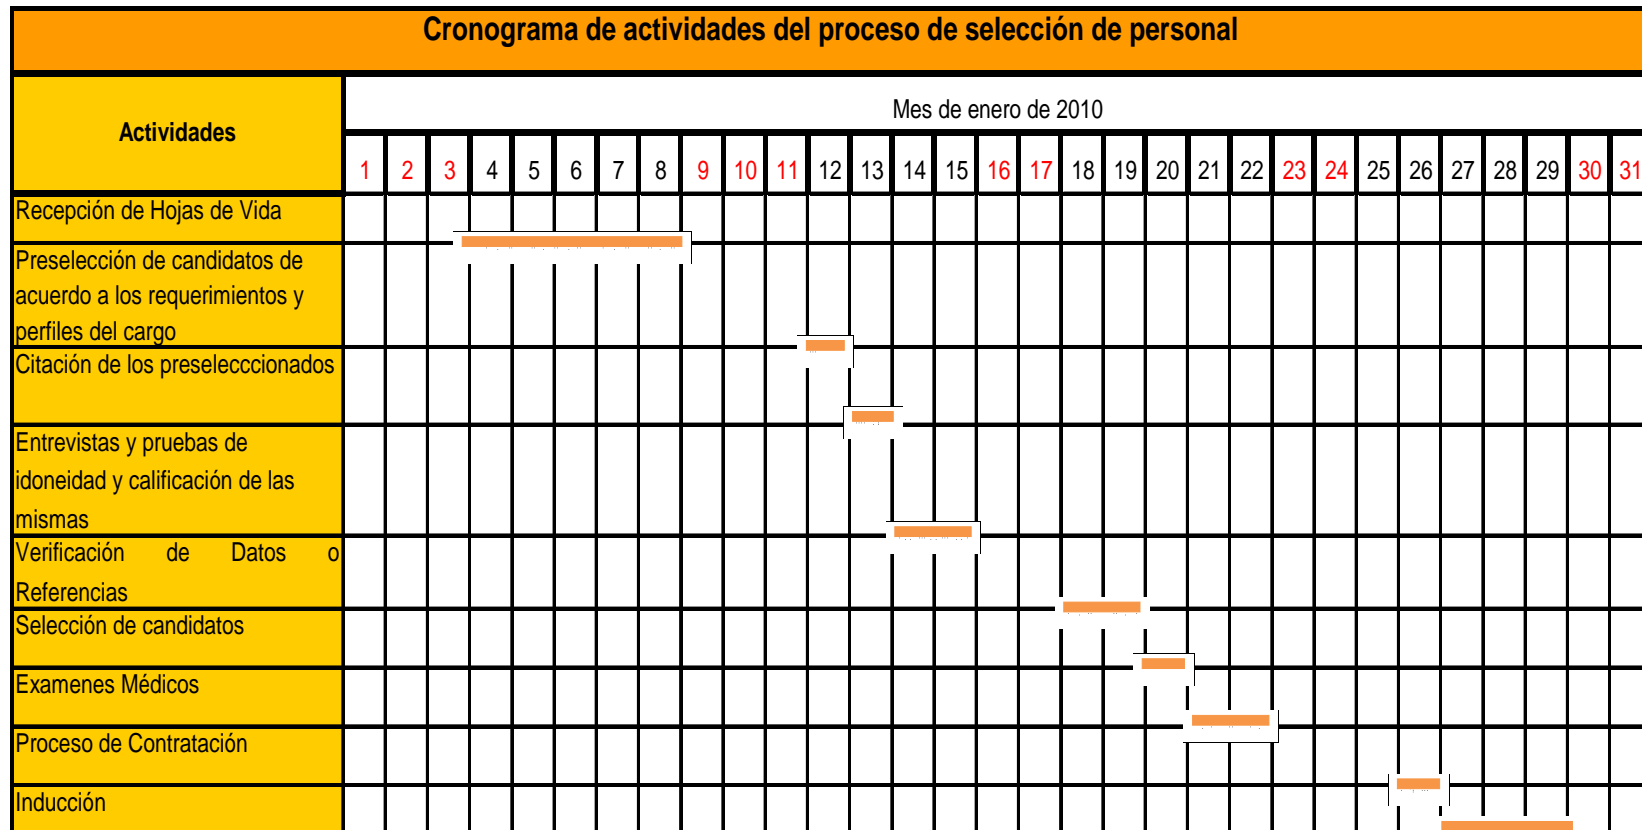 Cronograma de actividades del proceso de selección de personal
Actividades
Mes de enero de 2010
1 2 3 4 5 6 7 8 9 10 11 12 13 14 15 16 17 18 19 20 21 22 23 24 25 26 27 28 29 30 31
Recepción de Hojas de Vida
Preselección de candidatos de
acuerdo a los requerimientos y
perfiles del cargo
Citación de los preselecccionados
Entrevistas y pruebas de
idoneidad y calificación de las
mismas
Verificación de Datos o
Referencias
Selección de candidatos
Examenes Médicos
Proceso de Contratación
Inducción